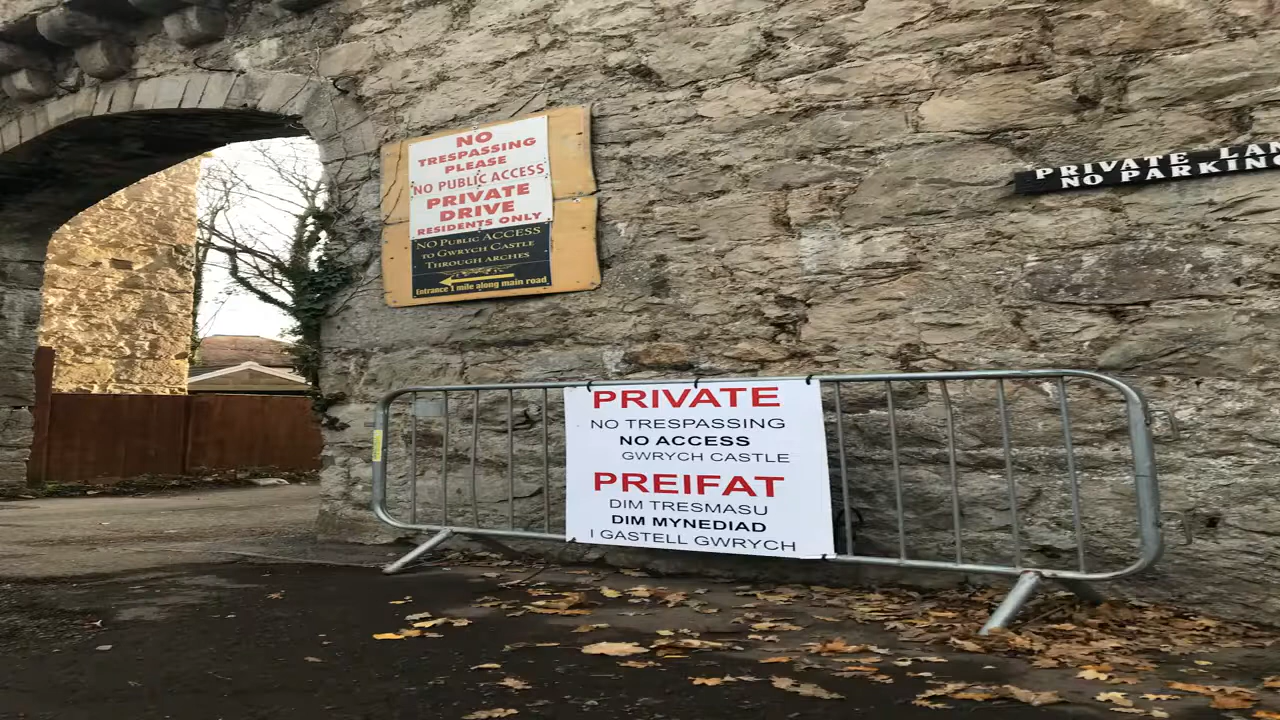 NO
TRESPASSING
PLEASE
NO PUBLIC ACCESS
PRIVATE
DRIVE
RESIDENTS ONLY
NO PUBLIC ACCESS
TO GWRYCH CASTLE
THROUGH ARCHES
Entrance 1 mile along main road
PRIVATE LAN
NO PARKING
PRIVATE
NO TRESPASSING
NO ACCESS
GWRYCH CASTLE
PREIFAT
DIM TRESMASU
DIM MYNEDIAD
I GASTELL GWRYCH